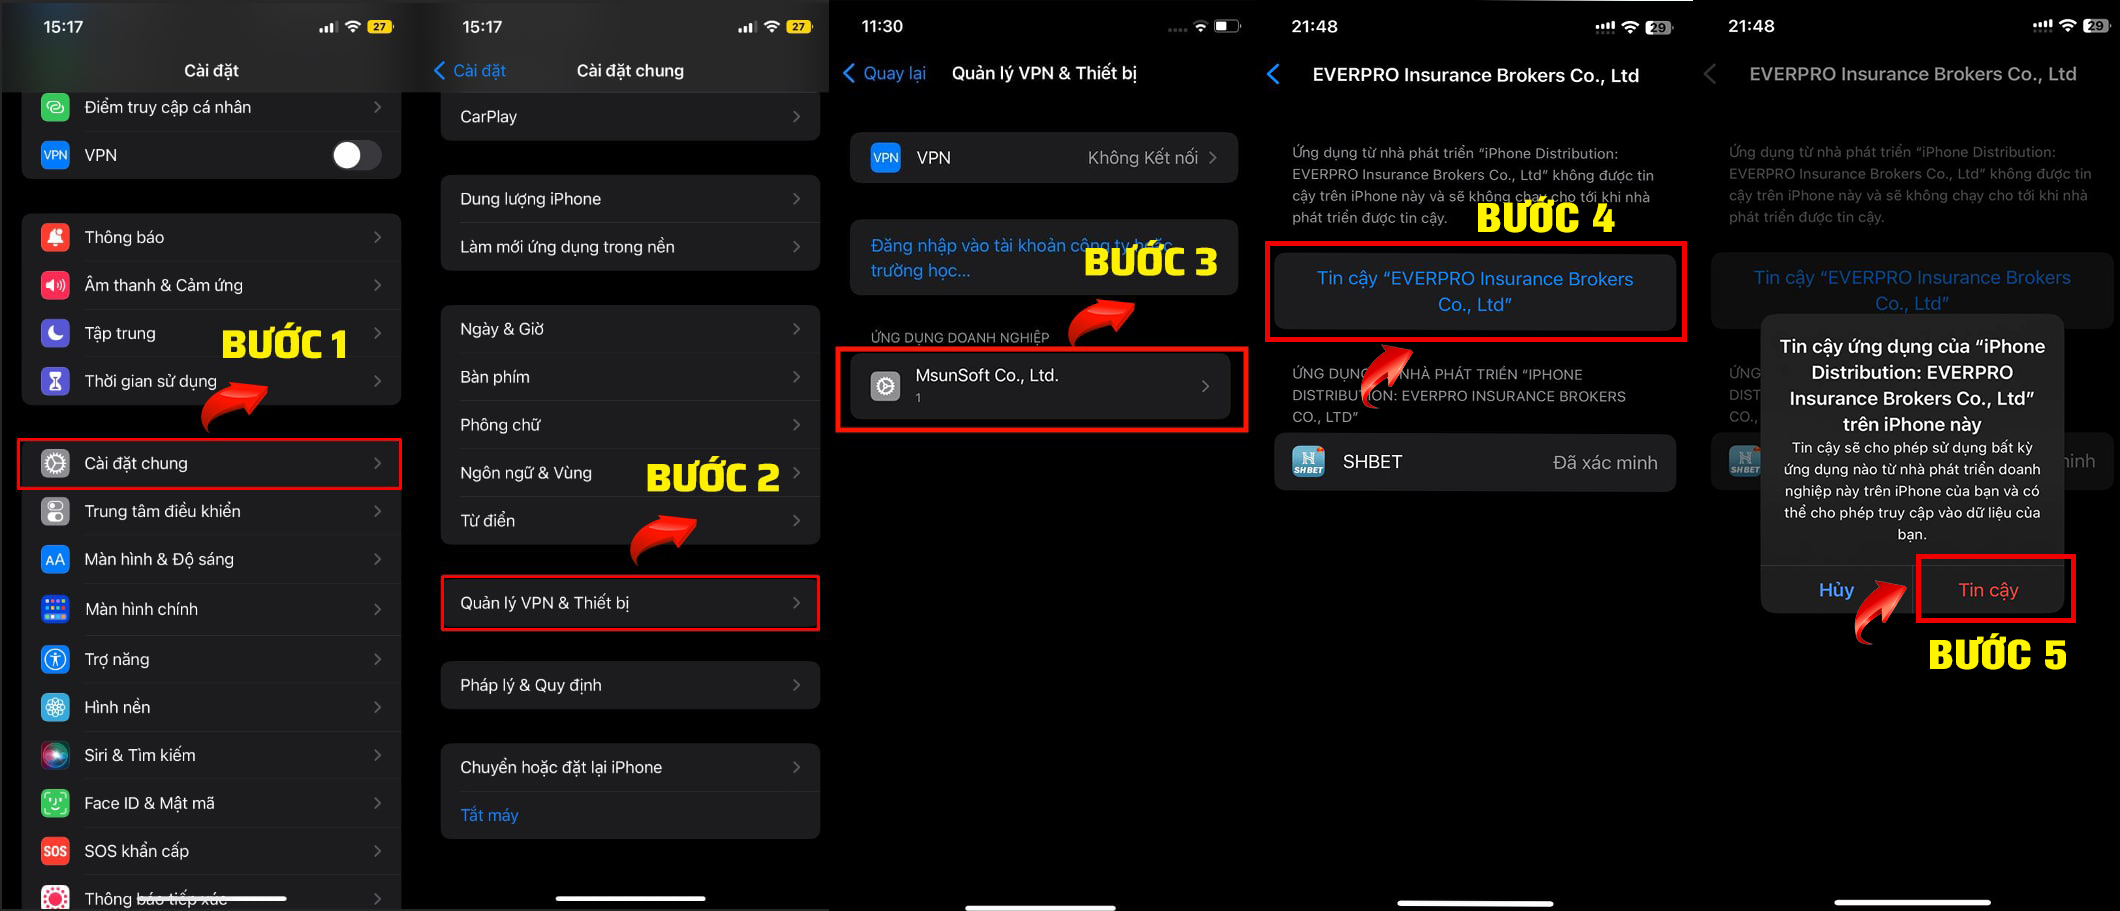 15:17
27
Cài đặt
Điểm truy cập cá nhân
VPN
VPN
Thông báo
Âm thanh & Cảm ứng
Tập trung
BƯỚC 1
Thời gian sử dụng
Cài đặt chung
Trung tâm điều khiển
AA
Màn hình & Độ sáng
Màn hình chính
Trợ năng
Hình nền
Siri & Tìm kiếm
Face ID & Mật mã
SOS
SOS khẩn cấp
Thông báo tiếp xúc
15:17
27
Cài đặt
Cài đặt chung
CarPlay
Dung lượng iPhone
Làm mới ứng dụng trong nền
Ngày & Giờ
Bàn phím
Phông chữ
Ngôn ngữ & Vùng
BƯỚC 2
Từ điển
Quản lý VPN & Thiết bị
Pháp lý & Quy định
Chuyển hoặc đặt lại iPhone
Tắt máy
11:30
Quay lại
Quản lý VPN & Thiết bị
VPN
VPN
Không Kết nối
Đăng nhập vào tài khoản công ty hoặc
trường học...
BƯỚC 3
ỨNG DỤNG DOANH NGHIỆP
MsunSoft Co., Ltd.
1
21:48
29
EVERPRO Insurance Brokers Co., Ltd
Ứng dụng từ nhà phát triển “iPhone Distribution:
EVERPRO Insurance Brokers Co., Ltd” không được tin
cậy trên iPhone này và sẽ không chạy cho tới khi nhà
phát triển được tin cậy.
BƯỚC 4
Tin cậy “EVERPRO Insurance Brokers
Co., Ltd”
ỨNG DỤNG NHÀ PHÁT TRIỂN “IPHONE
DISTRIBUTION: EVERPRO INSURANCE BROKERS
CO., LTD”
SHBET
SHBET
Đã xác minh
21:48
29
EVERPRO Insurance Brokers Co., Ltd
Ứng dụng từ nhà phát triển “iPhone Distribution:
EVERPRO Insurance Brokers Co., Ltd” không được tin
cậy trên iPhone này và sẽ không chạy cho tới khi nhà
phát triển được tin cậy.
Tin cậy “EVERPRO Insurance Brokers
Co., Ltd”
Tin cậy ứng dụng của “iPhone
Distribution: EVERPRO
Insurance Brokers Co., Ltd”
trên iPhone này
Tin cậy sẽ cho phép sử dụng bất kỳ
ứng dụng nào từ nhà phát triển doanh
nghiệp này trên iPhone của bạn và có
thể cho phép truy cập vào dữ liệu của
bạn.
Hủy
Tin cậy
BƯỚC 5